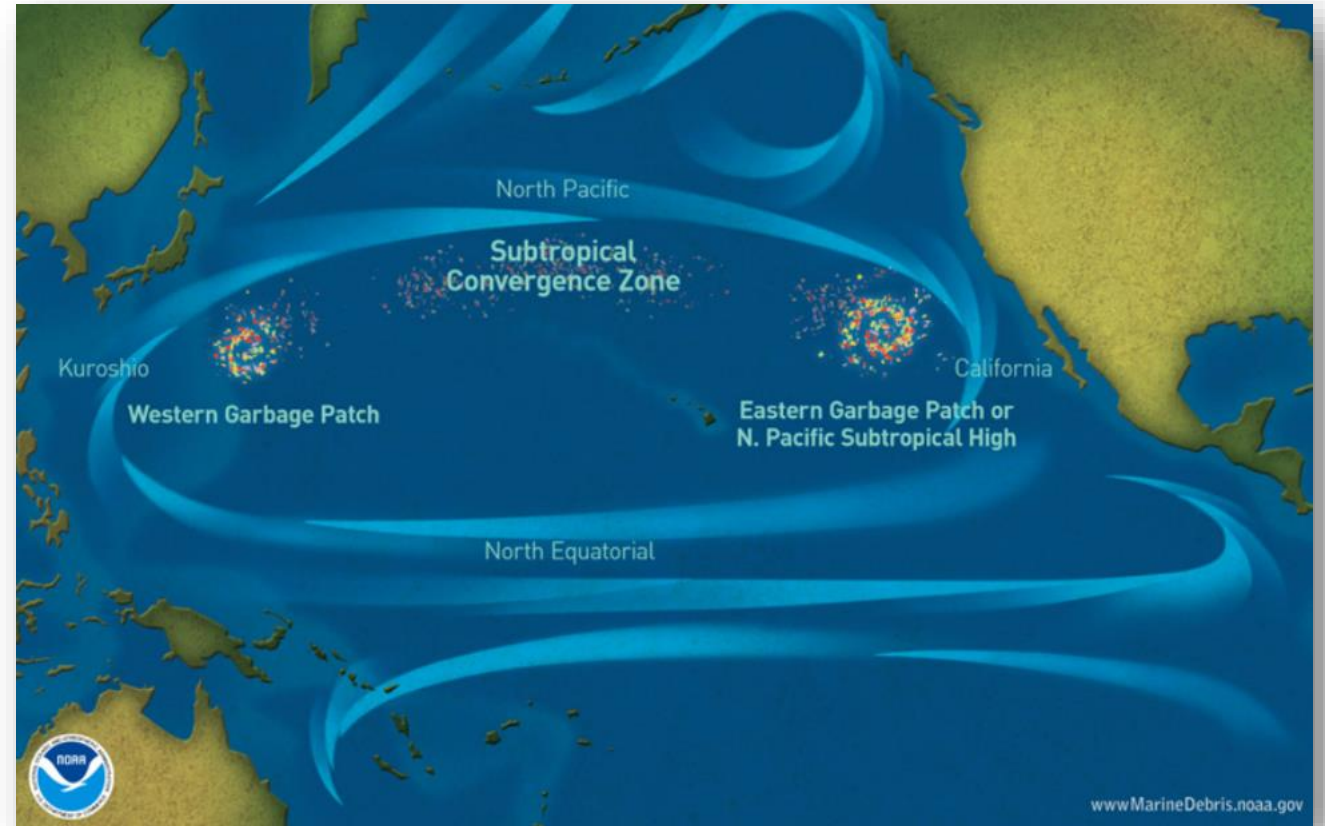 North Pacific
Subtropical
Convergence Zone
Kuroshio
California
Western Garbage Patch
Eastern Garbage Patch or
N. Pacific Subtropical High
North Equatorial
NOAA
www.MarineDebris.noaa.gov